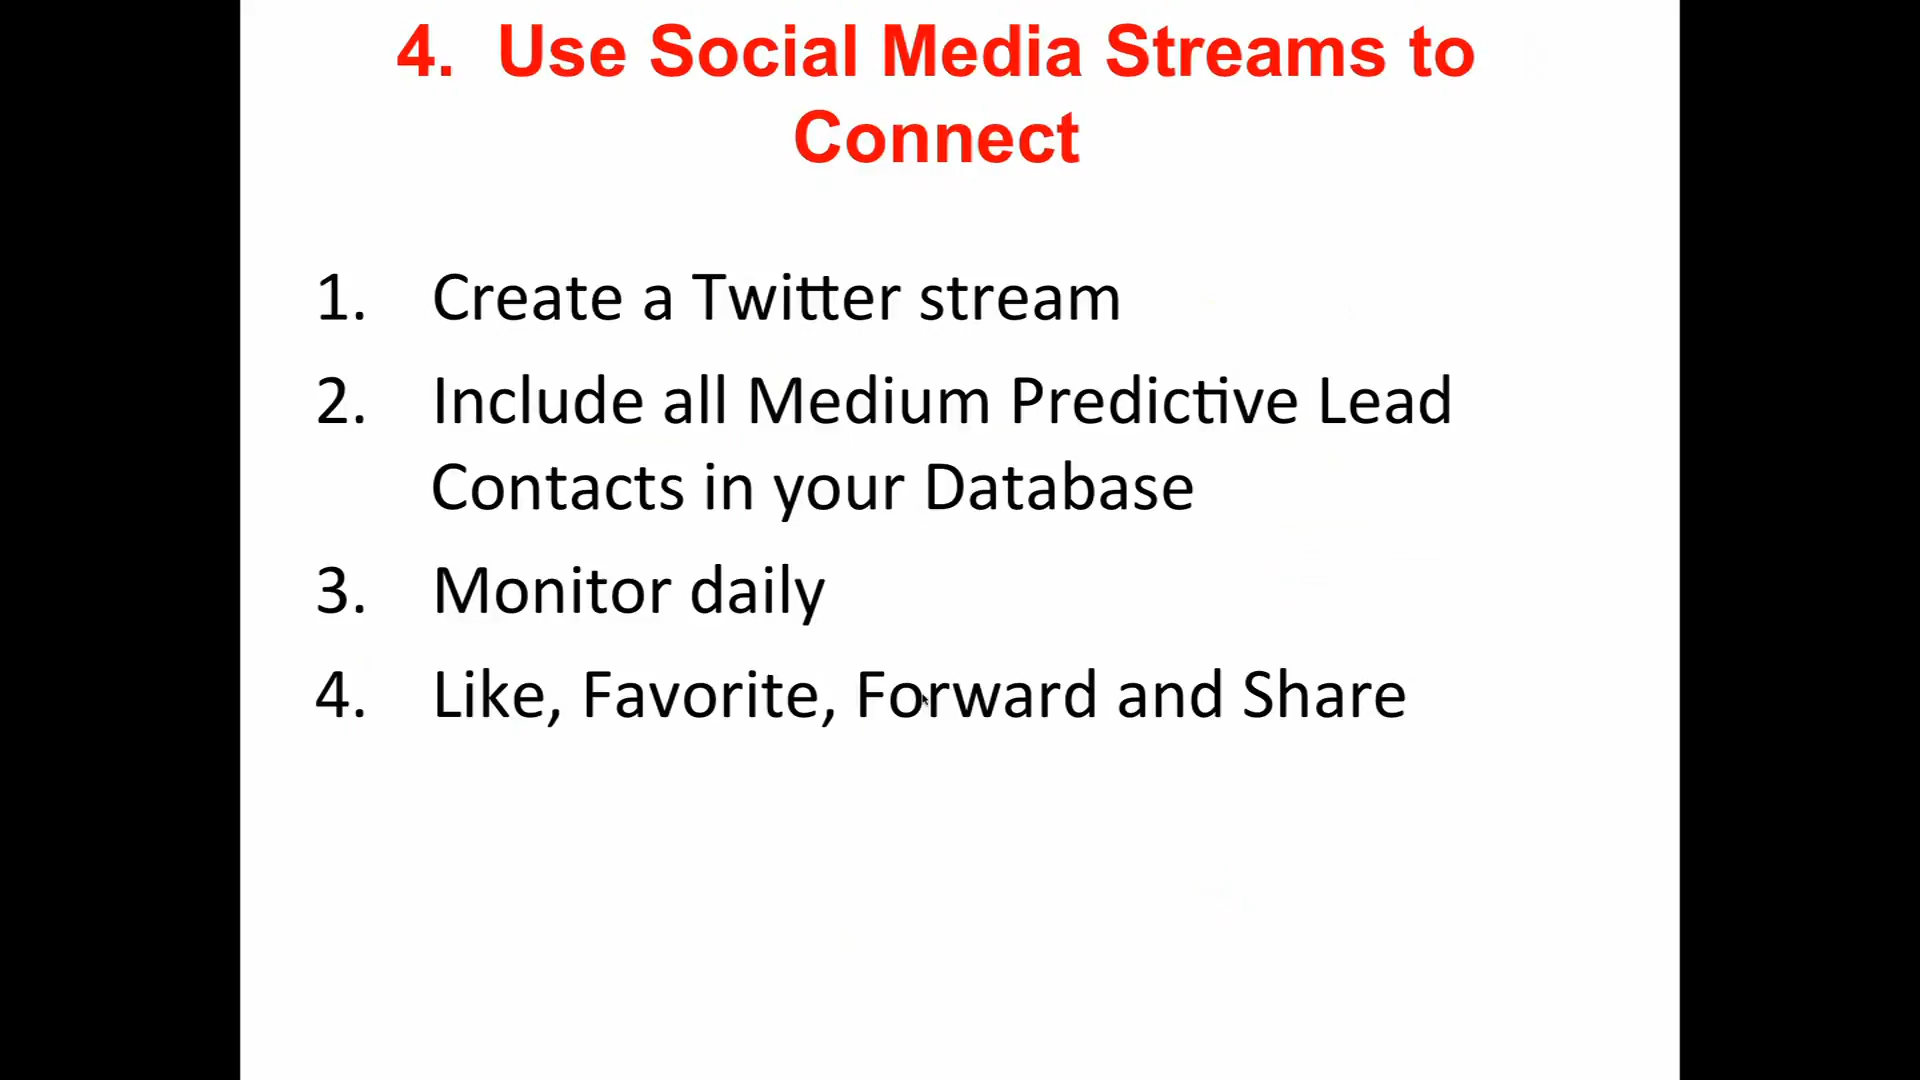 4. Use Social Media Streams to
Connect
1. Create a Twitter stream
2. Include all Medium Predictive Lead
Contacts in your Database
3. Monitor daily
4. Like, Favorite, Forward and Share